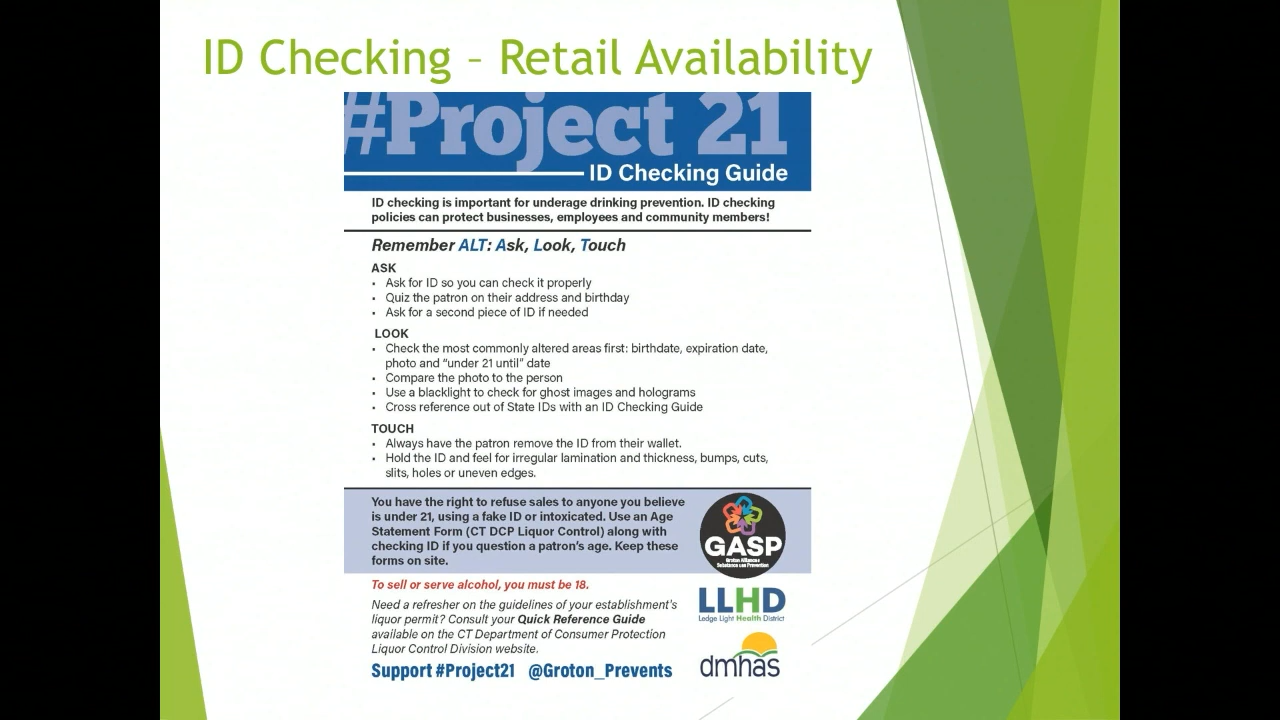 ID Checking – Retail Availability
#Project 21
ID Checking Guide
ID checking is important for underage drinking prevention. ID checking
policies can protect businesses, employees and community members!
Remember ALT: Ask, Look, Touch
ASK
• Ask for ID so you can check it properly
• Quiz the patron on their address and birthday
• Ask for a second piece of ID if needed
LOOK
• Check the most commonly altered areas first: birthdate, expiration date,
photo and “under 21 until” date
• Compare the photo to the person
• Use a blacklight to check for ghost images and holograms
• Cross reference out of State IDs with an ID Checking Guide
TOUCH
• Always have the patron remove the ID from their wallet.
• Hold the ID and feel for irregular lamination and thickness, bumps, cuts,
slits, holes or uneven edges.
You have the right to refuse sales to anyone you believe
is under 21, using a fake ID or intoxicated. Use an Age
Statement Form (CT DCP Liquor Control) along with
checking ID if you question a patron's age. Keep these
forms on site.
GASP
Groton Alliance
Substance use Prevention
To sell or serve alcohol, you must be 18.
Need a refresher on the guidelines of your establishment's
liquor permit? Consult your Quick Reference Guide
available on the CT Department of Consumer Protection
Liquor Control Division website.
LLHD
Ledge Light Health District
Support #Project21 @Groton_Prevents
dmhas